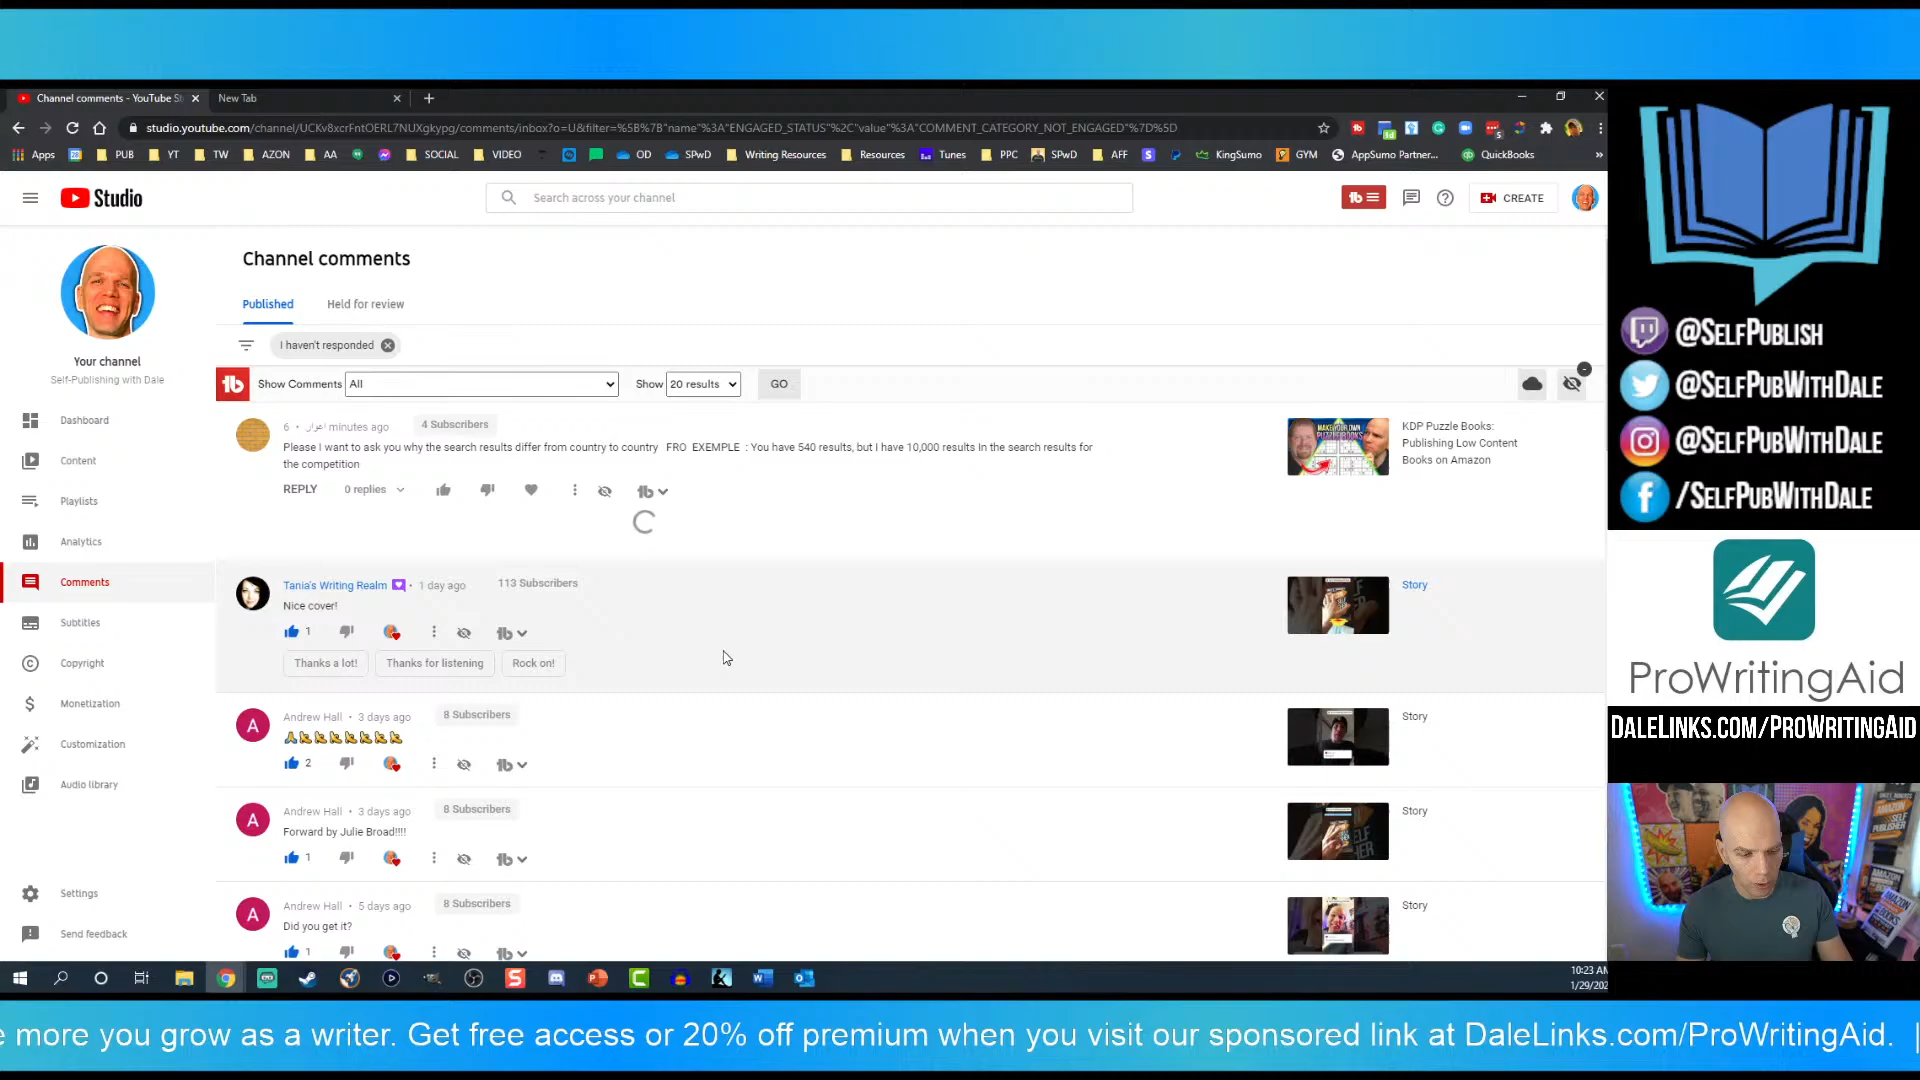 Channel comments - YouTube St
New Tab
studio.youtube.com/channel/UCKv8xcrFntOERL7NUXgkypg/comments/inbox?o=U&filter=%5B%7B"name"%3A"ENGAGED_STATUS"%2C"value"%3A"COMMENT_CATEGORY_NOT_ENGAGED"%7D%5D
Apps PUB YT TW AZON AA SOCIAL VIDEO OD SPwD Writing Resources Resources Tunes PPC SPwD AFF KingSumo GYM AppSumo Partner... QuickBooks »
Studio
Search across your channel
CREATE
Channel comments
Published Held for review
I haven't responded
Show Comments All Show 20 results GO
Your channel
Self-Publishing with Dale
Dashboard
Content
Playlists
Analytics
Comments
Subtitles
Copyright
Monetization
Customization
Audio library
Settings
Send feedback
6 • اعزاز minutes ago 4 Subscribers
Please I want to ask you why the search results differ from country to country FRO EXEMPLE : You have 540 results, but I have 10,000 results In the search results for
the competition
REPLY 0 replies
KDP Puzzle Books:
Publishing Low Content
Books on Amazon
Tania's Writing Realm • 1 day ago 113 Subscribers
Nice cover!
1
Thanks a lot! Thanks for listening Rock on!
Story
Andrew Hall • 3 days ago 8 Subscribers
2
Story
Andrew Hall • 3 days ago 8 Subscribers
Forward by Julie Broad!!!!
1
Story
Andrew Hall • 5 days ago 8 Subscribers
Did you get it?
1
Story
10:23 AM
1/29/202
@SelfPublish
@SelfPubWithDale
@SelfPubWithDale
/SelfPubWithDale
ProWritingAid
DaleLinks.com/ProWritingAid
e more you grow as a writer. Get free access or 20% off premium when you visit our sponsored link at DaleLinks.com/ProWritingAid. |